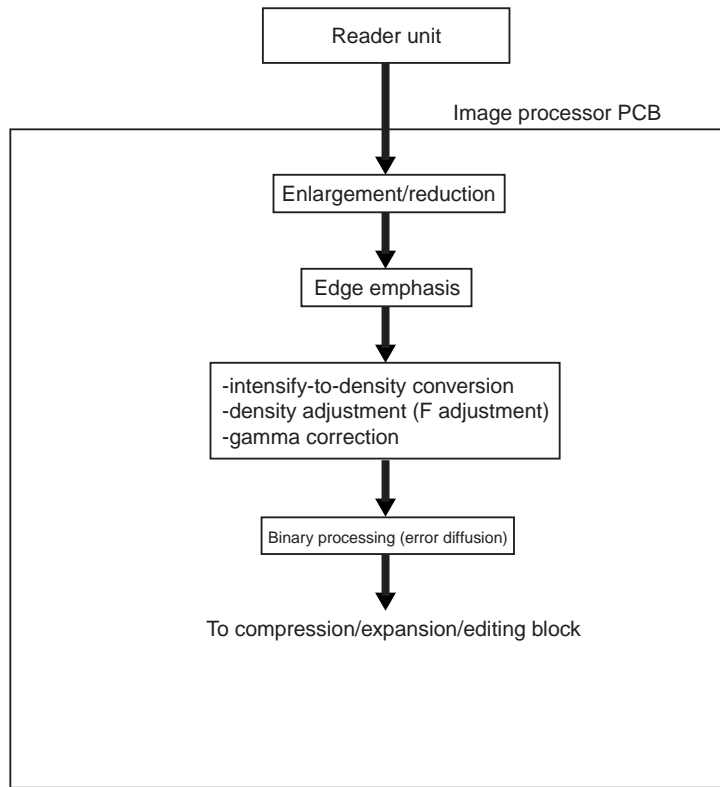 Reader unit
Image processor PCB
Enlargement/reduction
Edge emphasis
-intensify-to-density conversion
-density adjustment (F adjustment)
-gamma correction
Binary processing (error diffusion)
To compression/expansion/editing block